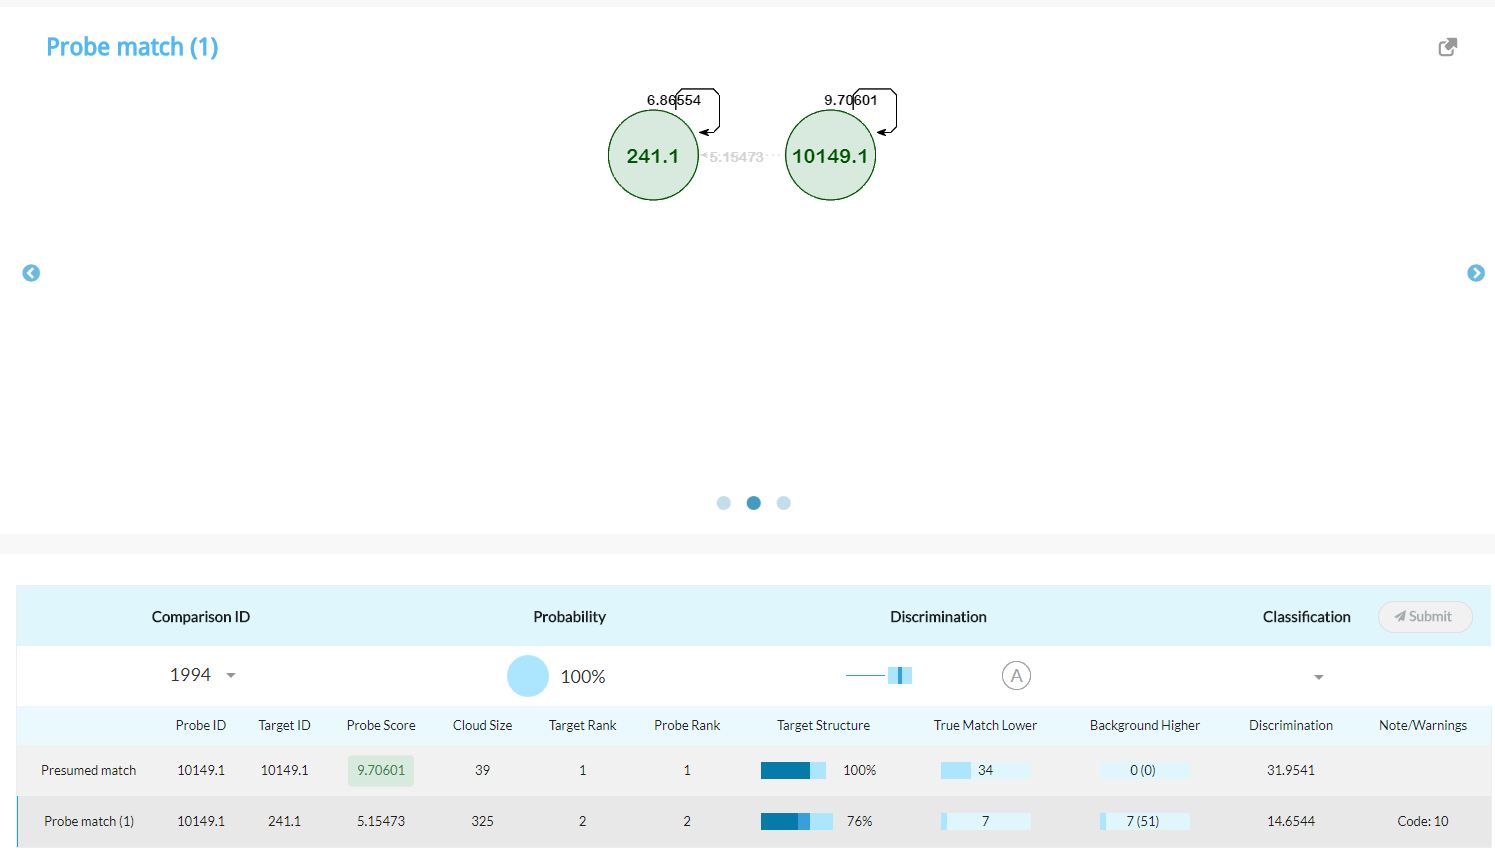 Probe match (1)
6.86554 9.70601
241.1 5.15473 10149.1
Comparison ID Probability Discrimination Classification Submit
1994 100% A
Probe ID Target ID Probe Score Cloud Size Target Rank Probe Rank Target Structure True Match Lower Background Higher Discrimination Note/Warnings
Presumed match 10149.1 10149.1 9.70601 39 1 1 100% 34 0 (0) 31.9541
Probe match (1) 10149.1 241.1 5.15473 325 2 2 76% 7 7 (51) 14.6544 Code: 10